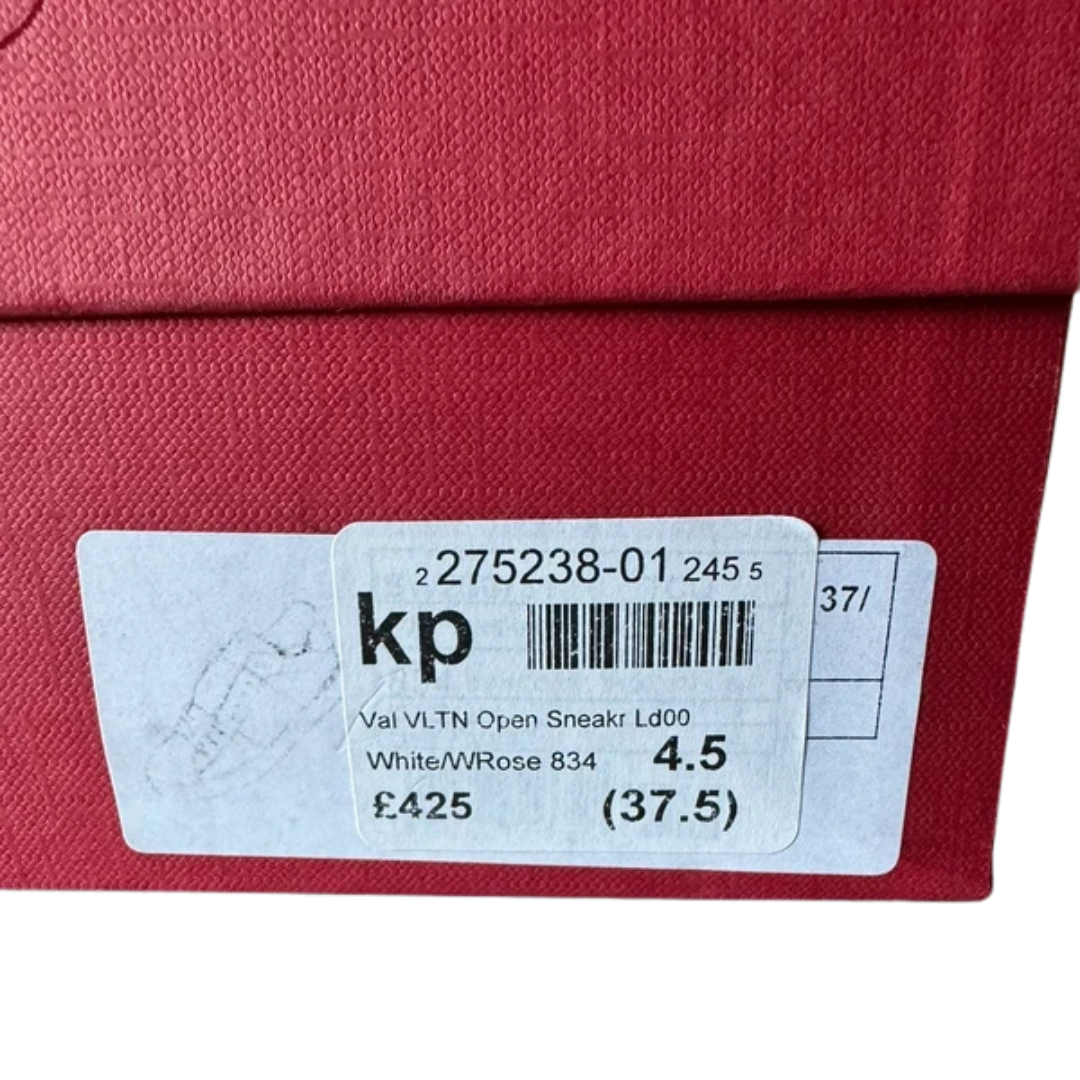 2 275238-01 245 5
kp
37/
Val VLTN Open Sneakr Ld00
White/WRose 834 4.5
£425 (37.5)